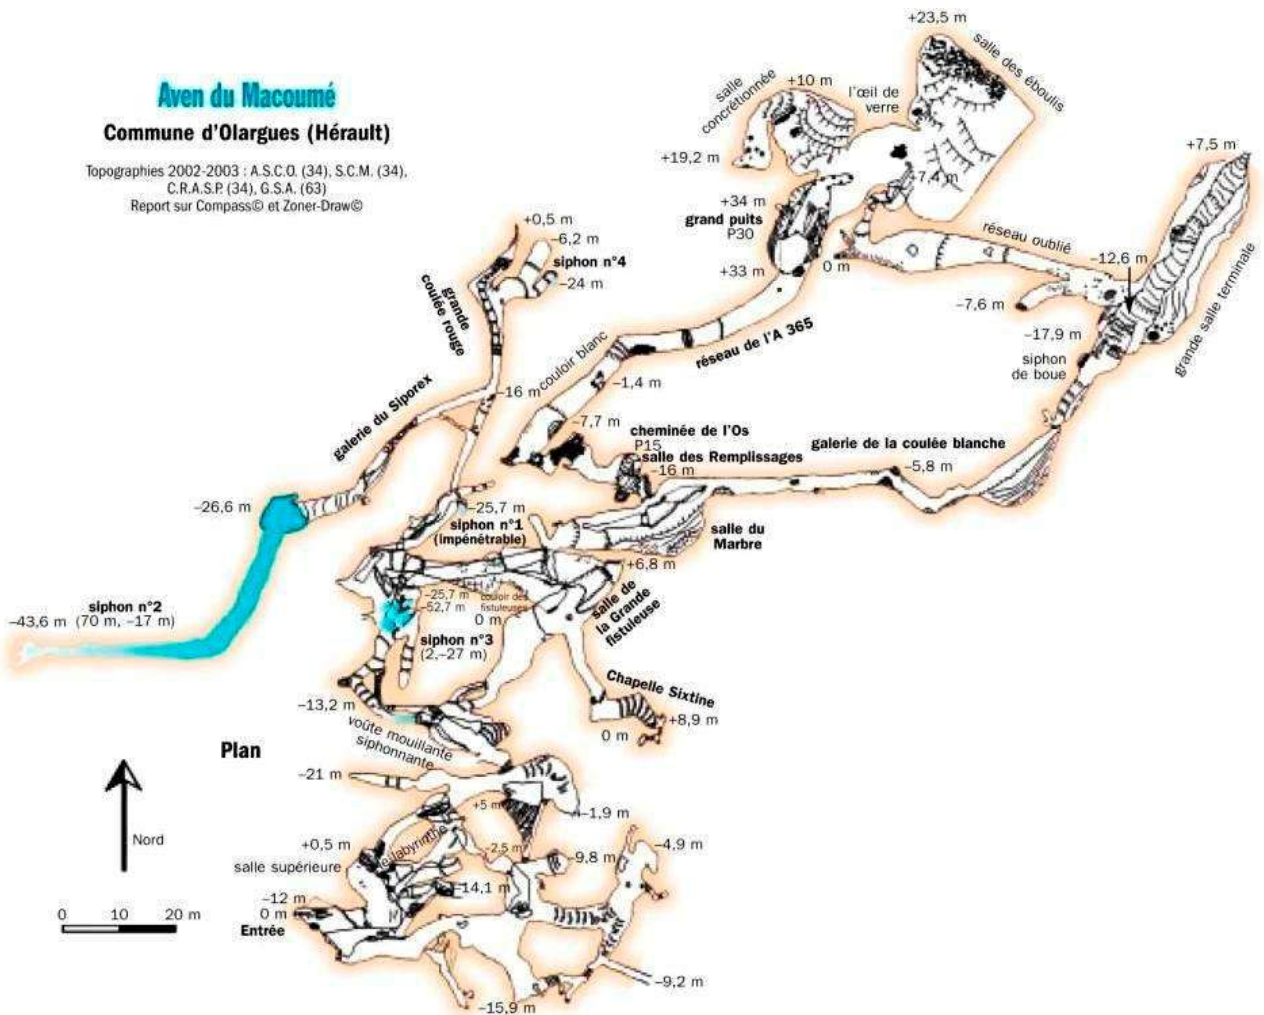 Aven du Macoumé
Commune d'Olargues (Hérault)
Topographies 2002-2003 : A.S.C.O. (34), S.C.M. (34),
C.R.A.S.P. (34), G.S.A. (63)
Report sur Compass© et Zoner-Draw©
+23,5 m
salle des éboulis
salle
concrétionnée
+10 m
l'œil de
verre
+19,2 m
+7,5 m
-7,4 m
+34 m
grand puits
P30
+33 m
0 m
réseau oublié
-12,6 m
-7,6 m
-17,9 m
siphon
de boue
grande salle terminale
+0,5 m
-6,2 m
siphon n°4
-24 m
grande
coulée rouge
couloir blanc
réseau de l'A 365
-1,4 m
-16 m
galerie du Siporex
-7,7 m
cheminée de l'Os
P15
salle des Remplissages
-16 m
galerie de la coulée blanche
-5,8 m
-26,6 m
-25,7 m
siphon n°1
(impénétrable)
salle du
Marbre
+6,8 m
-25,7 m
-52,7 m
couloir des
fistuleuses
0 m
salle de
la Grande
fistuleuse
siphon n°2
-43,6 m (70 m, -17 m)
siphon n°3
(2,-27 m)
Chapelle Sixtine
+8,9 m
0 m
-13,2 m
voûte mouillante
siphonnante
Plan
-21 m
Nord
+5 m
-1,9 m
+0,5 m
le labyrinthe
-2,5 m
-9,8 m
-4,9 m
salle supérieure
-14,1 m
-12 m
0 m
Entrée
0 10 20 m
-9,2 m
-15,9 m